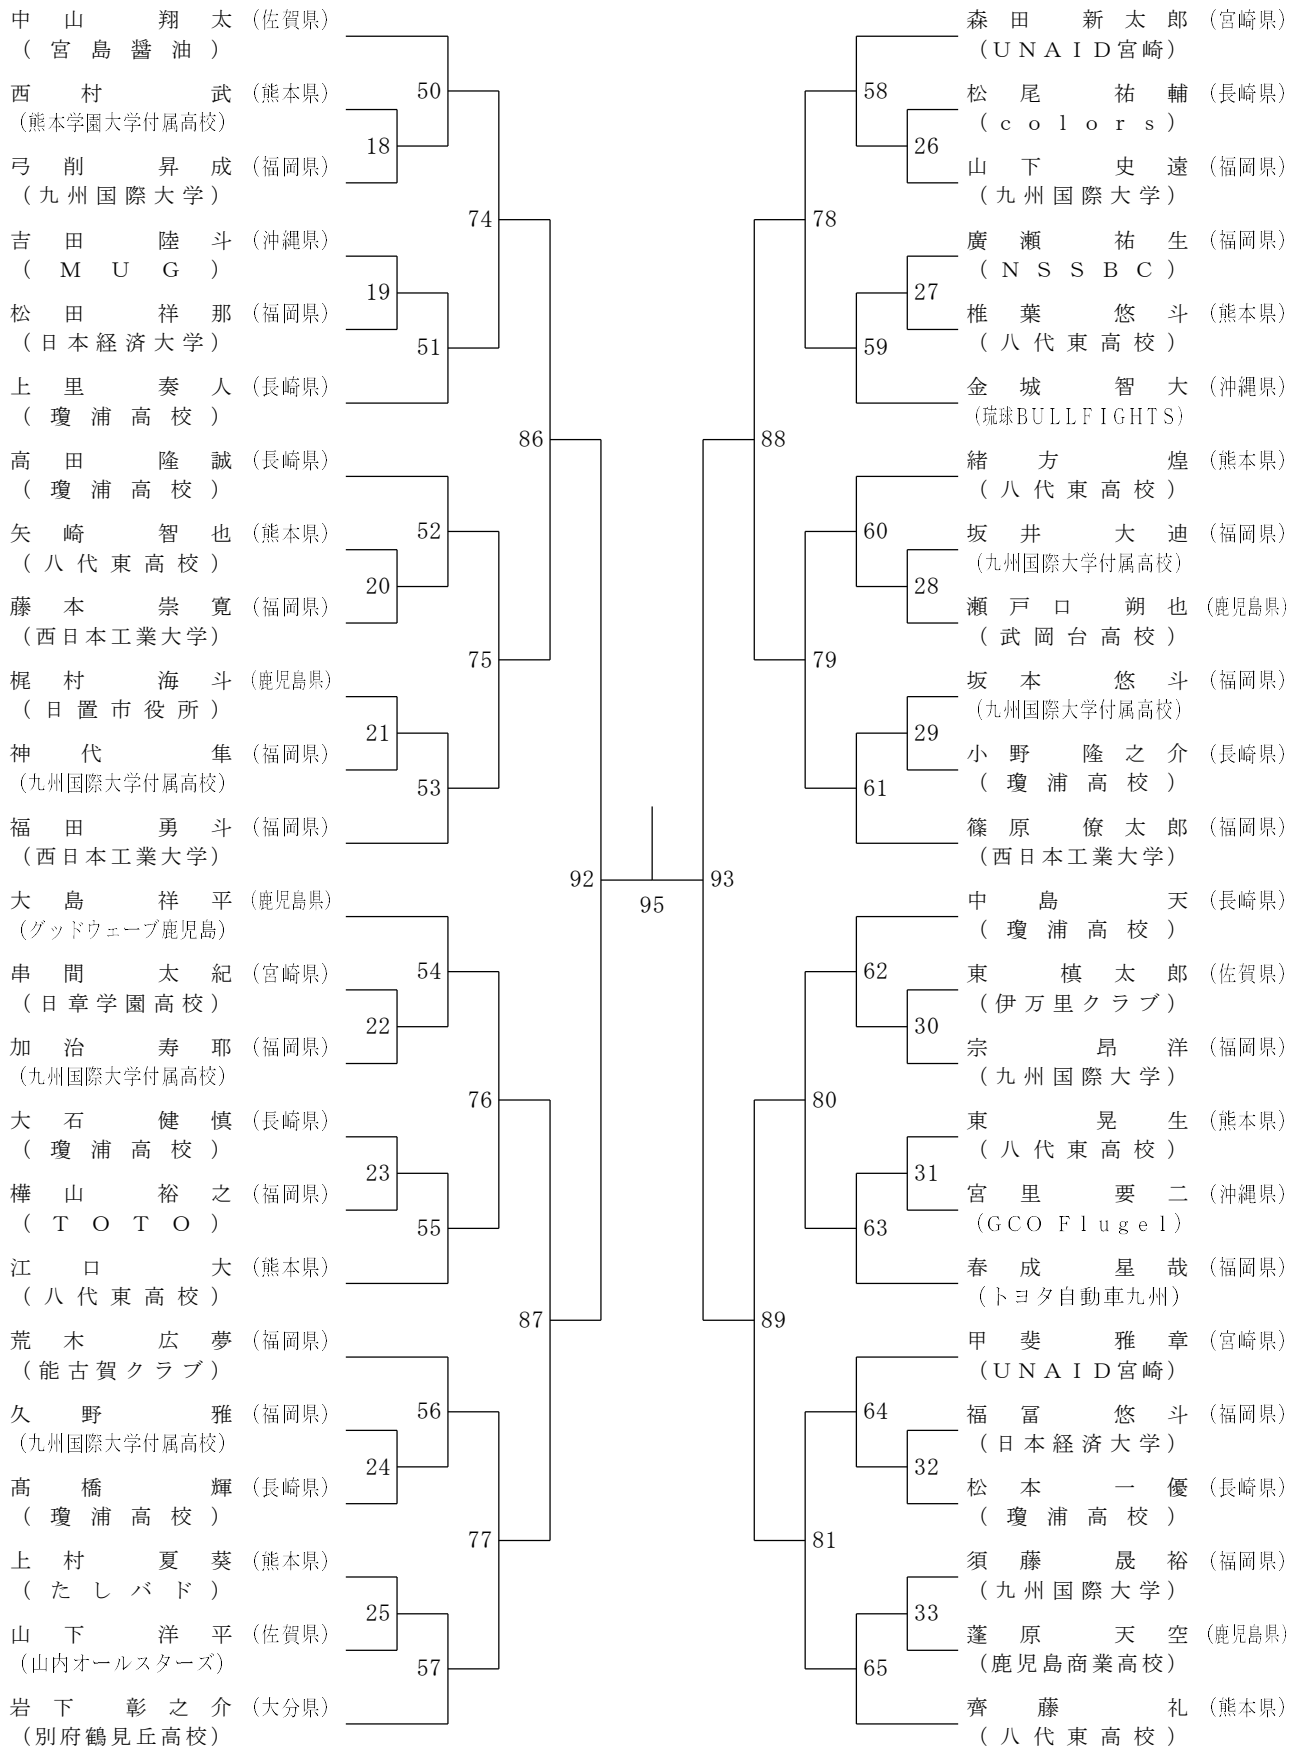 中山 翔太 (佐賀県)
(宮島醤油)
西村 武 (熊本県)
(熊本学園大学付属高校)
弓削 昇成 (福岡県)
(九州国際大学)
吉田 陸斗 (沖縄県)
(MUG)
松田 祥那 (福岡県)
(日本経済大学)
上里 奏人 (長崎県)
(瓊浦高校)
高田 隆誠 (長崎県)
(瓊浦高校)
矢崎 智也 (熊本県)
(八代東高校)
藤本 崇寛 (福岡県)
(西日本工業大学)
梶村 海斗 (鹿児島県)
(日置市役所)
神代 隼 (福岡県)
(九州国際大学付属高校)
福田 勇斗 (福岡県)
(西日本工業大学)
大島 祥平 (鹿児島県)
(グッドウェーブ鹿児島)
串間 太紀 (宮崎県)
(日章学園高校)
加治 寿耶 (福岡県)
(九州国際大学付属高校)
大石 健慎 (長崎県)
(瓊浦高校)
樺山 裕之 (福岡県)
(TOTO)
江口 大 (熊本県)
(八代東高校)
荒木 広夢 (福岡県)
(能古賀クラブ)
久野 雅 (福岡県)
(九州国際大学付属高校)
髙橋 輝 (長崎県)
(瓊浦高校)
上村 夏葵 (熊本県)
(たしバド)
山下 洋平 (佐賀県)
(山内オールスターズ)
岩下 彰之介 (大分県)
(別府鶴見丘高校)
50
18
74
19
51
86
52
20
75
21
53
92
54
22
76
23
55
87
56
24
77
25
57
95
93
58
26
78
27
59
88
60
28
79
29
61
62
30
80
31
63
89
64
32
81
33
65
森田 新太郎 (宮崎県)
(UNAID宮崎)
松尾 祐輔 (長崎県)
(colors)
山下 史遠 (福岡県)
(九州国際大学)
廣瀬 祐生 (福岡県)
(NSSBC)
椎葉 悠斗 (熊本県)
(八代東高校)
金城 智大 (沖縄県)
(琉球BULLFIGHTS)
緒方 煌 (熊本県)
(八代東高校)
坂井 大迪 (福岡県)
(九州国際大学付属高校)
瀬戸口 朔也 (鹿児島県)
(武岡台高校)
坂本 悠斗 (福岡県)
(九州国際大学付属高校)
小野 隆之介 (長崎県)
(瓊浦高校)
篠原 僚太郎 (福岡県)
(西日本工業大学)
中島 天 (長崎県)
(瓊浦高校)
東 槙太郎 (佐賀県)
(伊万里クラブ)
宗 昂洋 (福岡県)
(九州国際大学)
東 晃生 (熊本県)
(八代東高校)
宮里 要二 (沖縄県)
(GCO Flugel)
春成 星哉 (福岡県)
(トヨタ自動車九州)
甲斐 雅章 (宮崎県)
(UNAID宮崎)
福冨 悠斗 (福岡県)
(日本経済大学)
松本 一優 (長崎県)
(瓊浦高校)
須藤 晟裕 (福岡県)
(九州国際大学)
蓬原 天空 (鹿児島県)
(鹿児島商業高校)
齊藤 礼 (熊本県)
(八代東高校)